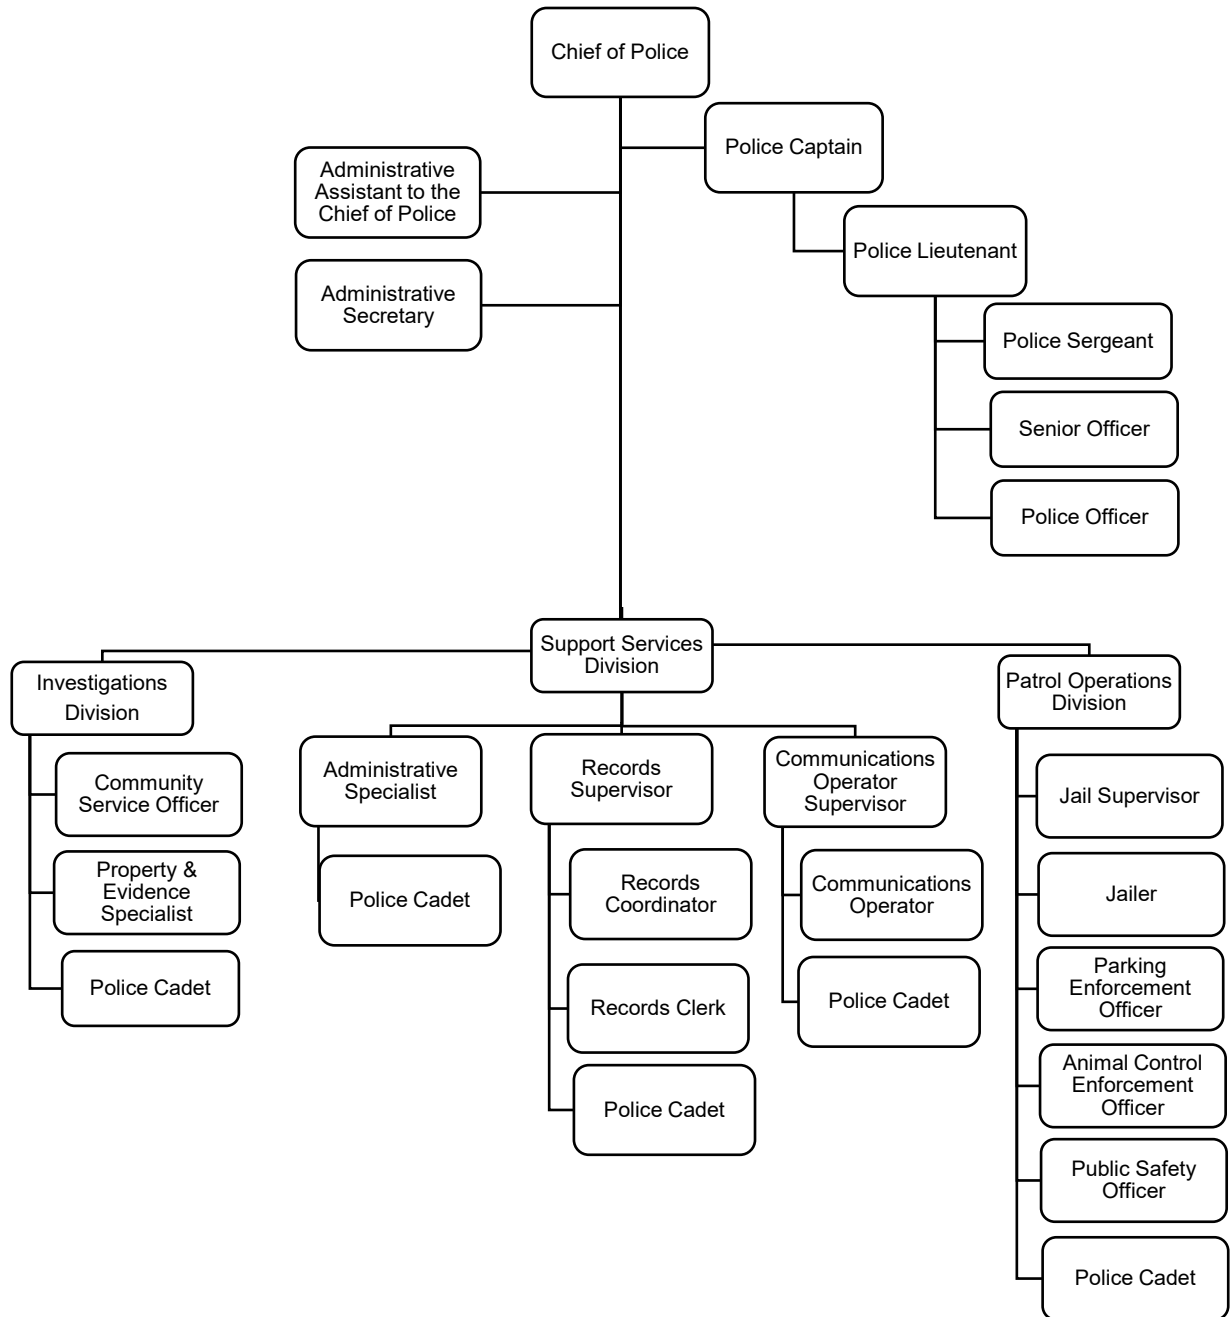 Chief of Police
Police Captain
Administrative
Assistant to the
Chief of Police
Police Lieutenant
Administrative
Secretary
Police Sergeant
Senior Officer
Police Officer
Support Services
Division
Investigations
Division
Patrol Operations
Division
Community
Service Officer
Property &
Evidence
Specialist
Police Cadet
Administrative
Specialist
Police Cadet
Records
Supervisor
Records
Coordinator
Records Clerk
Police Cadet
Communications
Operator
Supervisor
Communications
Operator
Police Cadet
Jail Supervisor
Jailer
Parking
Enforcement
Officer
Animal Control
Enforcement
Officer
Public Safety
Officer
Police Cadet